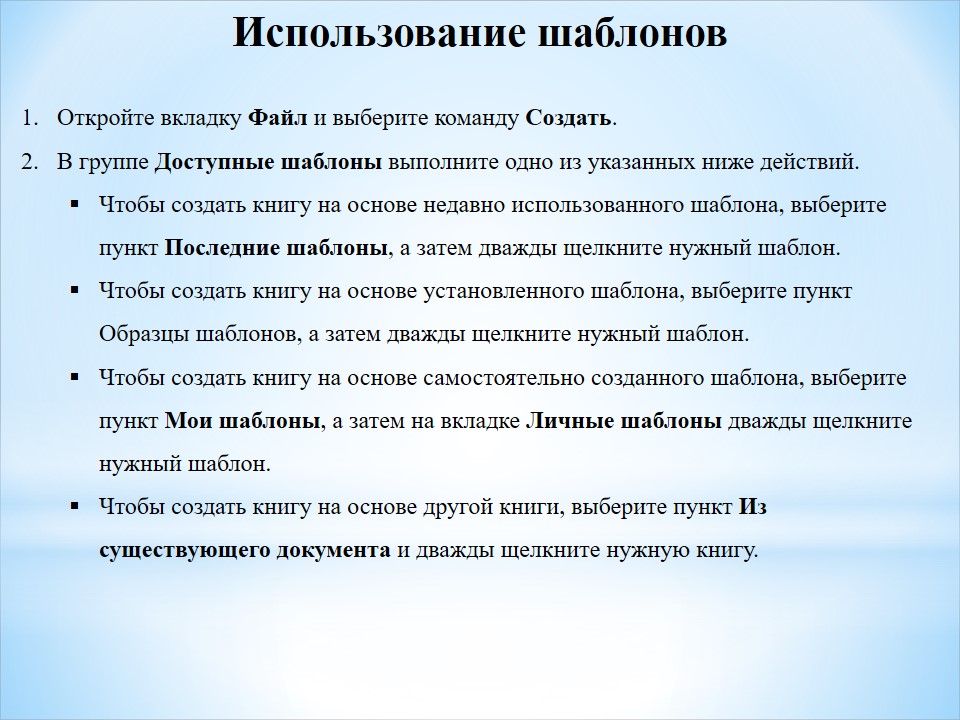 Использование шаблонов
1. Откройте вкладку Файл и выберите команду Создать.
2. В группе Доступные шаблоны выполните одно из указанных ниже действий.
▪ Чтобы создать книгу на основе недавно использованного шаблона, выберите
пункт Последние шаблоны, а затем дважды щелкните нужный шаблон.
▪ Чтобы создать книгу на основе установленного шаблона, выберите пункт
Образцы шаблонов, а затем дважды щелкните нужный шаблон.
▪ Чтобы создать книгу на основе самостоятельно созданного шаблона, выберите
пункт Мои шаблоны, а затем на вкладке Личные шаблоны дважды щелкните
нужный шаблон.
▪ Чтобы создать книгу на основе другой книги, выберите пункт Из
существующего документа и дважды щелкните нужную книгу.